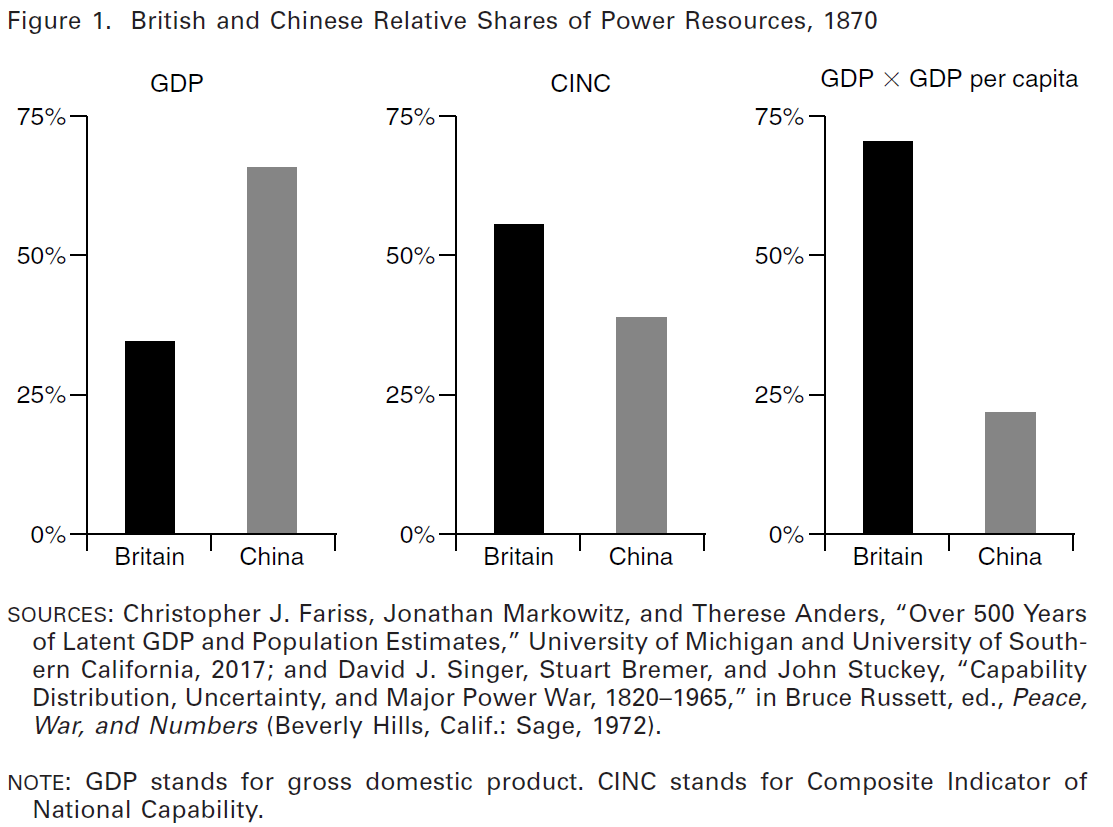 Figure 1. British and Chinese Relative Shares of Power Resources, 1870
GDP
75%
50%
25%
0%
Britain China
CINC
75%
50%
25%
0%
Britain China
GDP × GDP per capita
75%
50%
25%
0%
Britain China
SOURCES: Christopher J. Fariss, Jonathan Markowitz, and Therese Anders, “Over 500 Years
of Latent GDP and Population Estimates,” University of Michigan and University of South-
ern California, 2017; and David J. Singer, Stuart Bremer, and John Stuckey, “Capability
Distribution, Uncertainty, and Major Power War, 1820–1965,” in Bruce Russett, ed., Peace,
War, and Numbers (Beverly Hills, Calif.: Sage, 1972).
NOTE: GDP stands for gross domestic product. CINC stands for Composite Indicator of
National Capability.